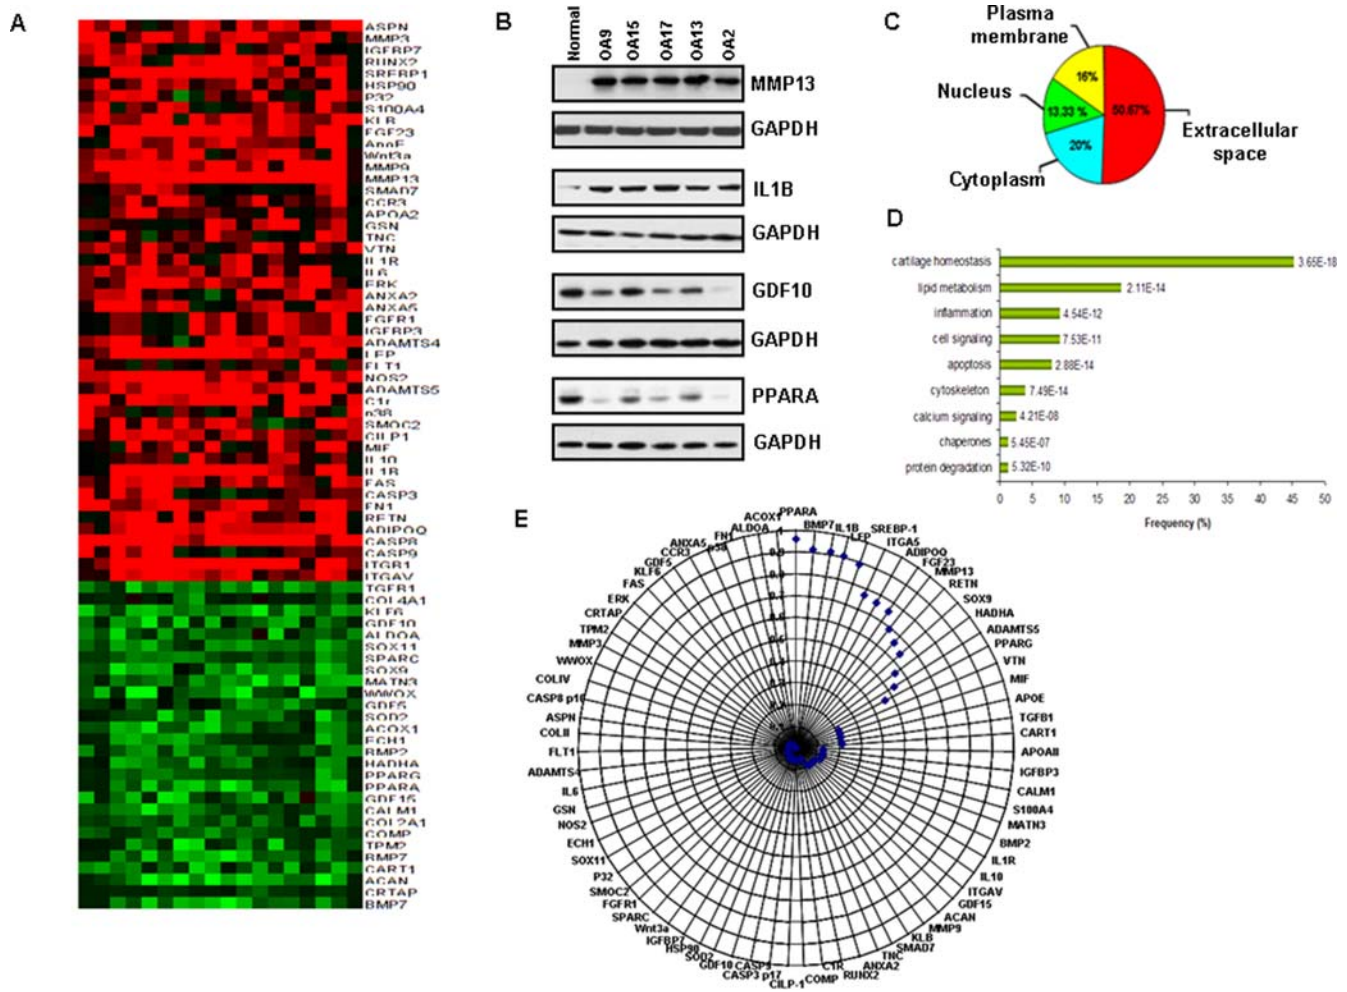 A
ASPN
MMP3
IGFBP7
RUNX2
SREBP1
HSP90
P32
S100A4
KLB
FGF23
ApoE
Wnt3a
MMP9
MMP13
SMAD7
CCR3
APOA2
GSN
TNC
VTN
IL1R
IL6
ERK
ANXA2
ANXA5
FGFR1
IGFBP3
ADAMTS4
LEP
FLT1
NOS2
ADAMTS5
C1r
p38
SMOC2
CILP1
MIF
IL10
IL1B
FAS
CASP3
FN1
RETN
ADIPOQ
CASP8
CASP9
ITGB1
ITGAV
TGFB1
COL4A1
KLF6
GDF10
ALDOA
SOX11
SPARC
SOX9
MATN3
WWOX
GDF5
SOD2
ACOX1
ECH1
BMP2
HADHA
PPARG
PPARA
GDF15
CALM1
COL2A1
COMP
TPM2
BMP7
CART1
ACAN
CRTAP
BMP7
B
Normal
OA9
OA15
OA17
OA13
OA2
MMP13
GAPDH
IL1B
GAPDH
GDF10
GAPDH
PPARA
GAPDH
C
Plasma
membrane
16%
Nucleus
13,33 %
50.67%
Extracellular
space
20%
Cytoplasm
D
cartilage homeostasis 3.65E-18
lipid metabolism 2.11E-14
inflammation 4.54E-12
cell signaling 7.53E-11
apoptosis 2.88E-14
cytoskeleton 7.49E-14
calcium signaling 4.21E-08
chaperones 5.45E-07
protein degradation 5.32E-10
0 5 10 15 20 25 30 35 40 45 50
Frequency (%)
E
PPARA
BMP7
IL1B
LEP
SREBP-1
ITGA5
ADIPOQ
FGF23
MMP13
RETN
SOX9
HADHA
ADAMTS5
PPARG
VTN
MIF
APOE
TGFB1
CART1
APOAII
IGFBP3
CALM1
S100A4
MATN3
BMP2
IL1R
IL10
ITGAV
GDF15
ACAN
MMP9
KLB
SMAD7
TNC
ANXA2
RUNX2
C1R
COMP
CILP-1
CASP3 p17
CASP9
GDF10
SOD2
HSP90
IGFBP7
Wnt3a
SPARC
FGFR1
SMOC2
P32
SOX11
ECH1
NOS2
GSN
IL6
ADAMTS4
FLT1
COLII
ASPN
CASP8 p10
COLIV
WWOX
MMP3
TPM2
CRTAP
ERK
FAS
KLF6
GDF5
CCR3
ANXA5
p38
FN1
ALDOA
ACOX1